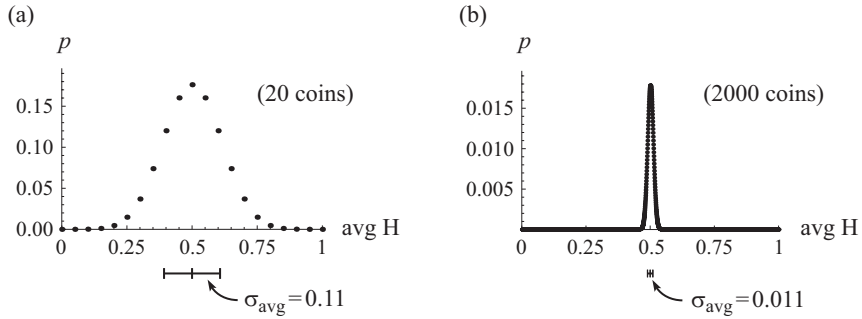 (a)
p
(20 coins)
0.15
0.10
0.05
0.00
0 0.25 0.5 0.75 1
avg H
σavg = 0.11
(b)
p
(2000 coins)
0.015
0.010
0.005
0 0.25 0.5 0.75 1
avg H
σavg = 0.011